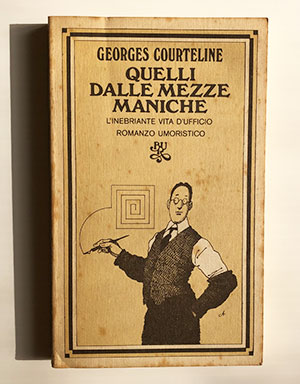 GEORGES COURTELINE
QUELLI
DALLE MEZZE
MANICHE
L'INEBRIANTE VITA D'UFFICIO
ROMANZO UMORISTICO
BUR